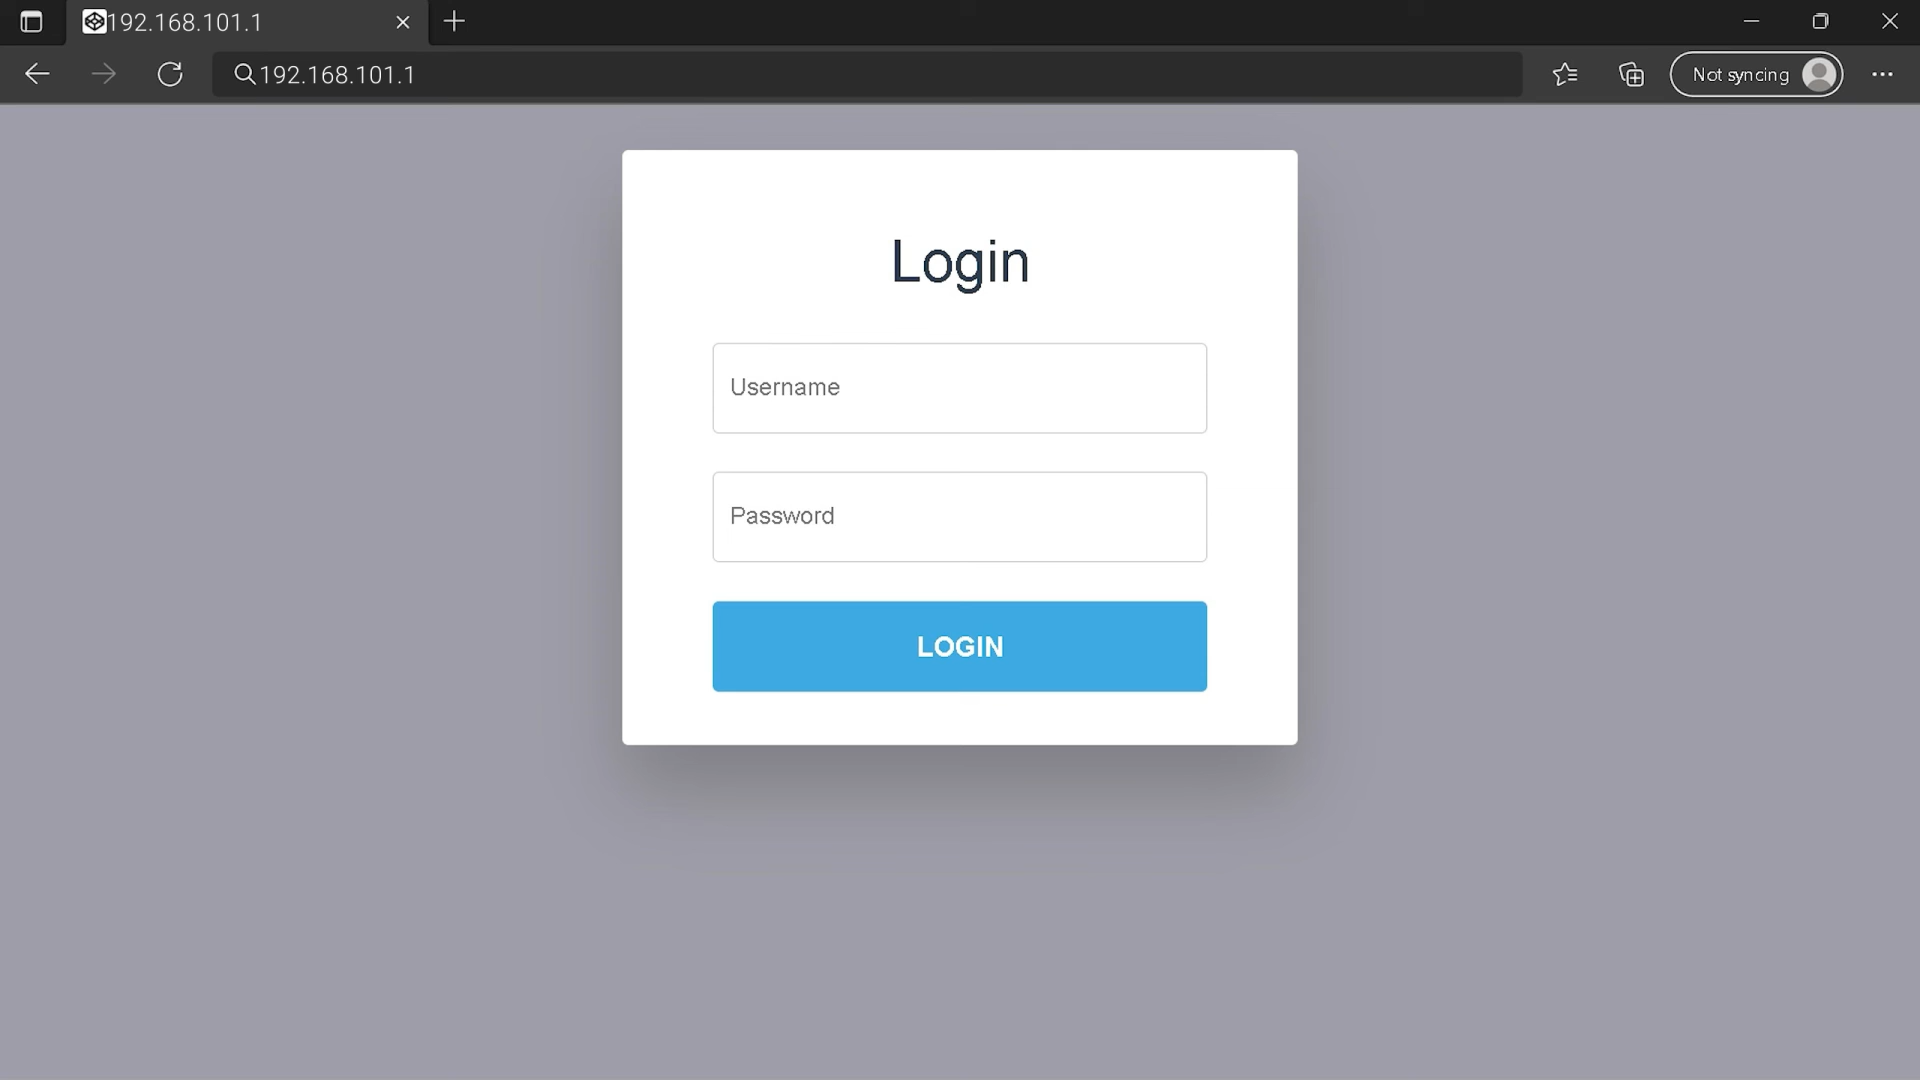 192.168.101.1
192.168.101.1
Not syncing
Login
Username
Password
LOGIN